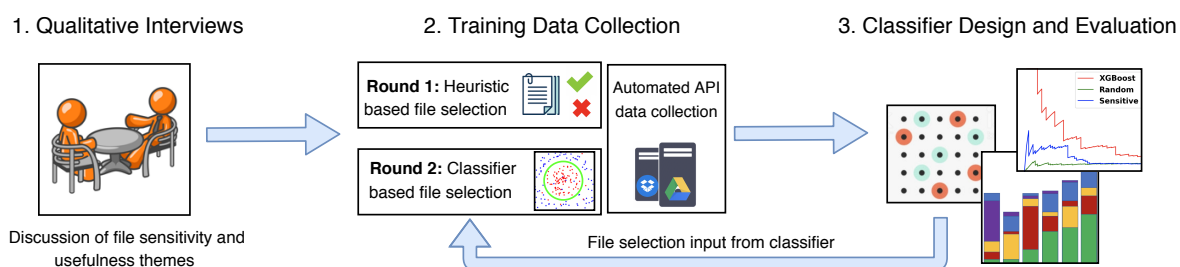 1. Qualitative Interviews
2. Training Data Collection
3. Classifier Design and Evaluation
Round 1: Heuristic
based file selection
Automated API
data collection
Round 2: Classifier
based file selection
XGBoost
Random
Sensitive
Discussion of file sensitivity and
usefulness themes
File selection input from classifier